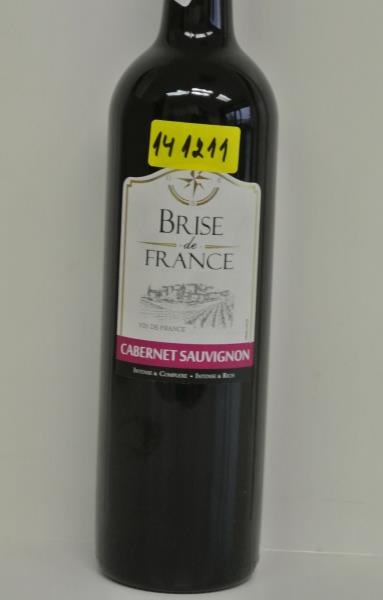 141211
BRISE
de
FRANCE
VIN DE FRANCE
CABERNET SAUVIGNON
INTENSE & COMPLEXE • INTENSE & RICH